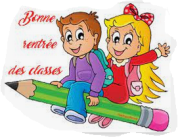 Bonne
rentrée
des classes